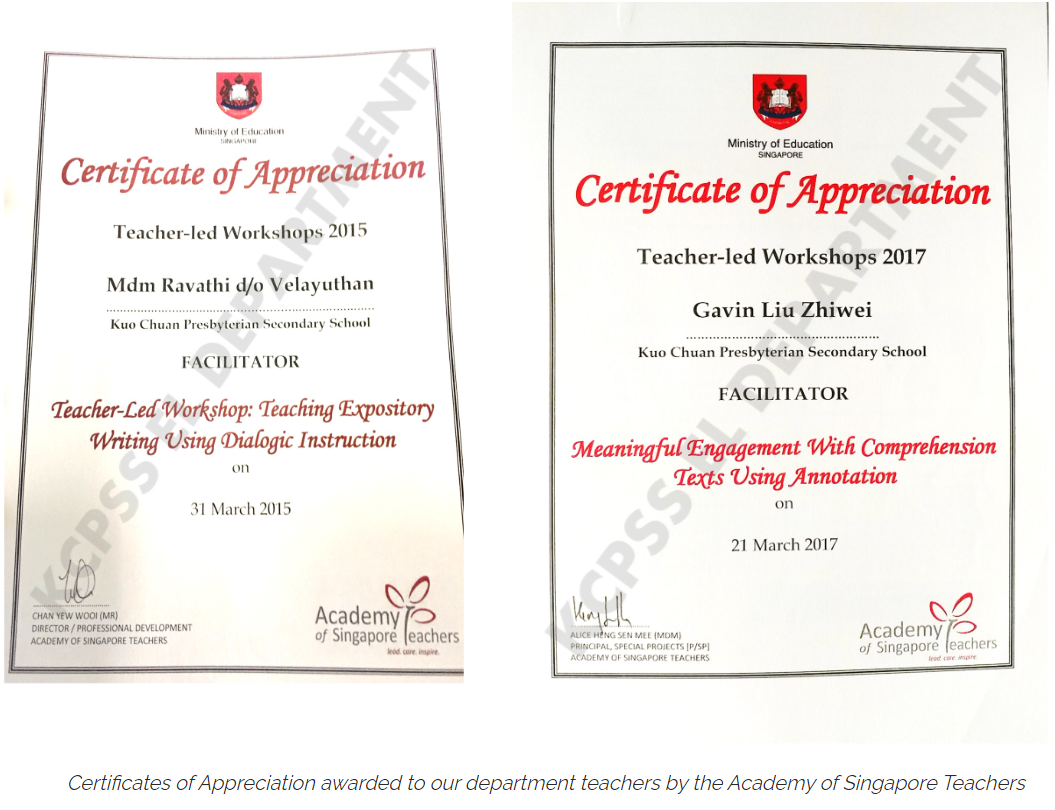 Ministry of Education
SINGAPORE
Certificate of Appreciation
Teacher-led Workshops 2015
Mdm Ravathi d/o Velayuthan
Kuo Chuan Presbyterian Secondary School
FACILITATOR
Teacher-Led Workshop: Teaching Expository
Writing Using Dialogic Instruction
on
31 March 2015
CHAN YEW WOOI (MR)
DIRECTOR / PROFESSIONAL DEVELOPMENT
ACADEMY OF SINGAPORE TEACHERS
Academy
of Singapore Teachers
lead. care. inspire.
KCPSS EL DEPARTMENT
Ministry of Education
SINGAPORE
Certificate of Appreciation
Teacher-led Workshops 2017
Gavin Liu Zhiwei
Kuo Chuan Presbyterian Secondary School
FACILITATOR
Meaningful Engagement With Comprehension
Texts Using Annotation
on
21 March 2017
ALICE HENG SEN MEE (MDM)
PRINCIPAL, SPECIAL PROJECTS [P/SP]
ACADEMY OF SINGAPORE TEACHERS
Academy
of Singapore Teachers
lead. care. inspire.
KCPSS EL DEPARTMENT
Certificates of Appreciation awarded to our department teachers by the Academy of Singapore Teachers